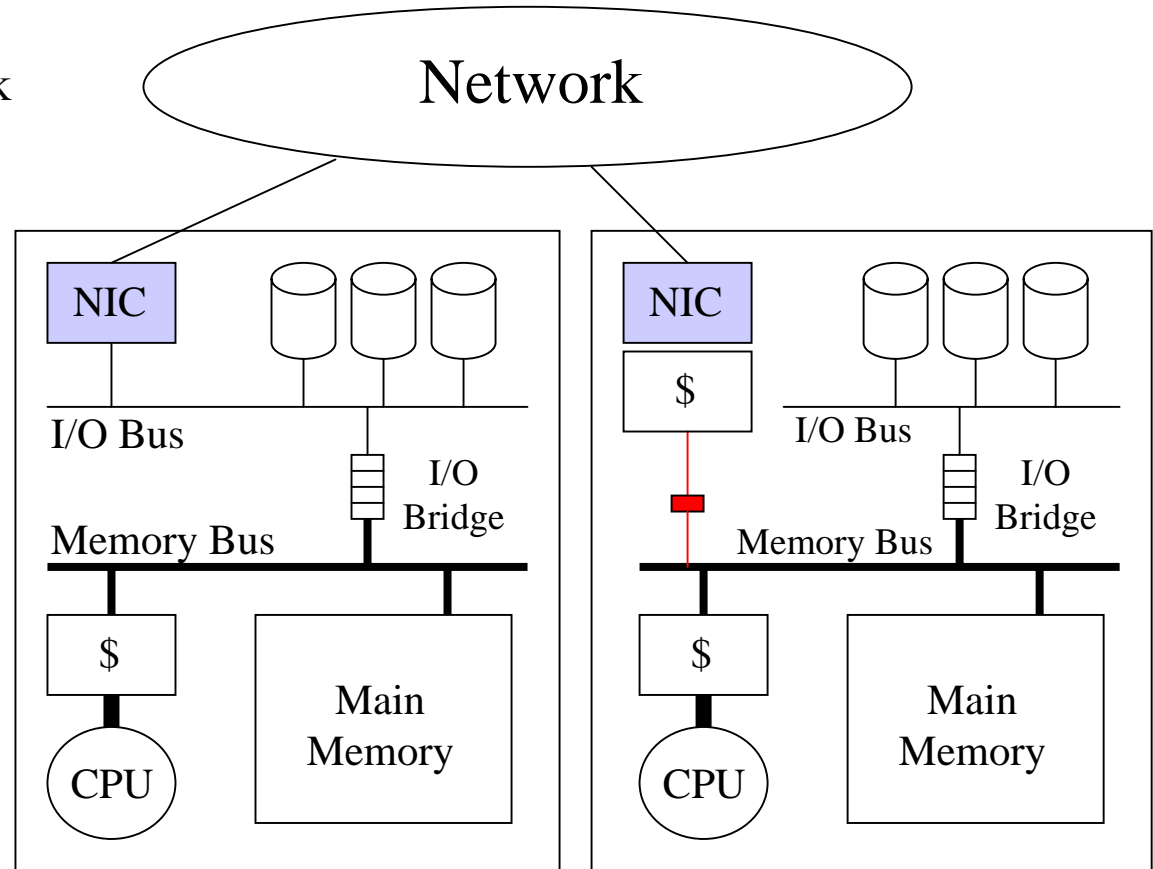 k
Network
NIC
I/O Bus
I/O
Bridge
Memory Bus
$
Main
Memory
CPU
NIC
$
I/O Bus
I/O
Bridge
Memory Bus
$
Main
Memory
CPU